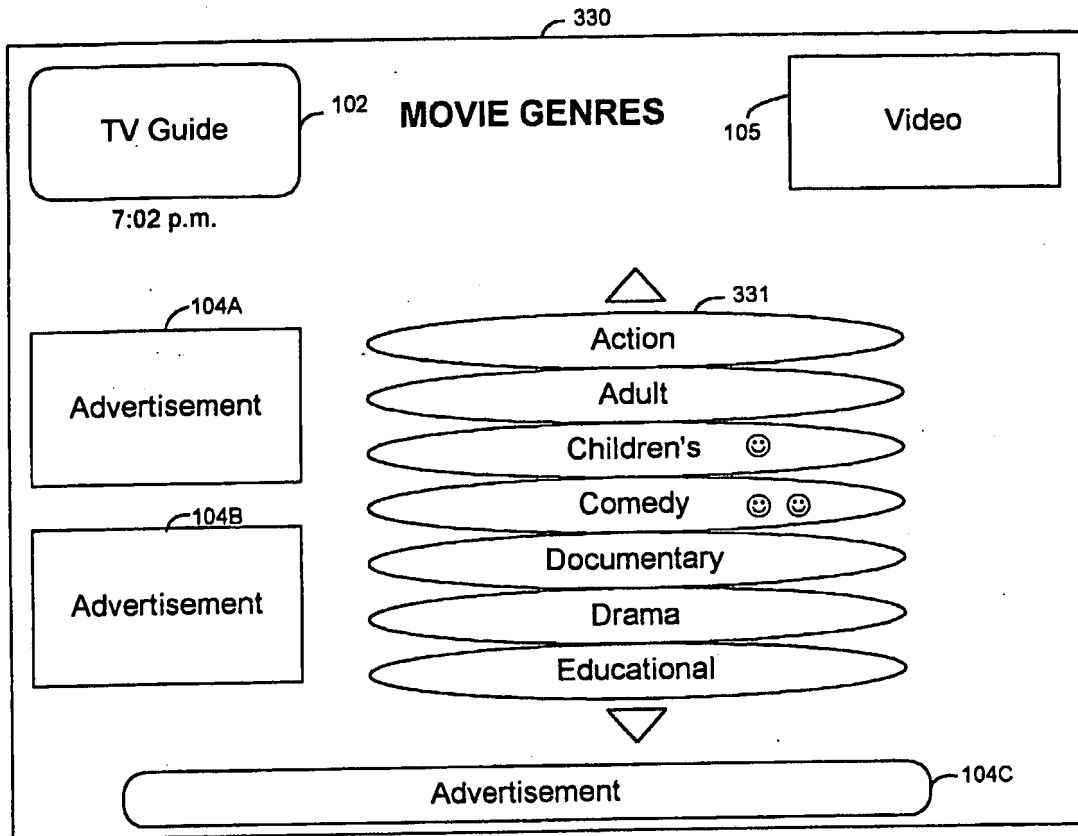 330
TV Guide
102
MOVIE GENRES
105
Video
7:02 p.m.
104A
Advertisement
104B
Advertisement
331
Action
Adult
Children's ☺
Comedy ☺ ☺
Documentary
Drama
Educational
Advertisement
104C